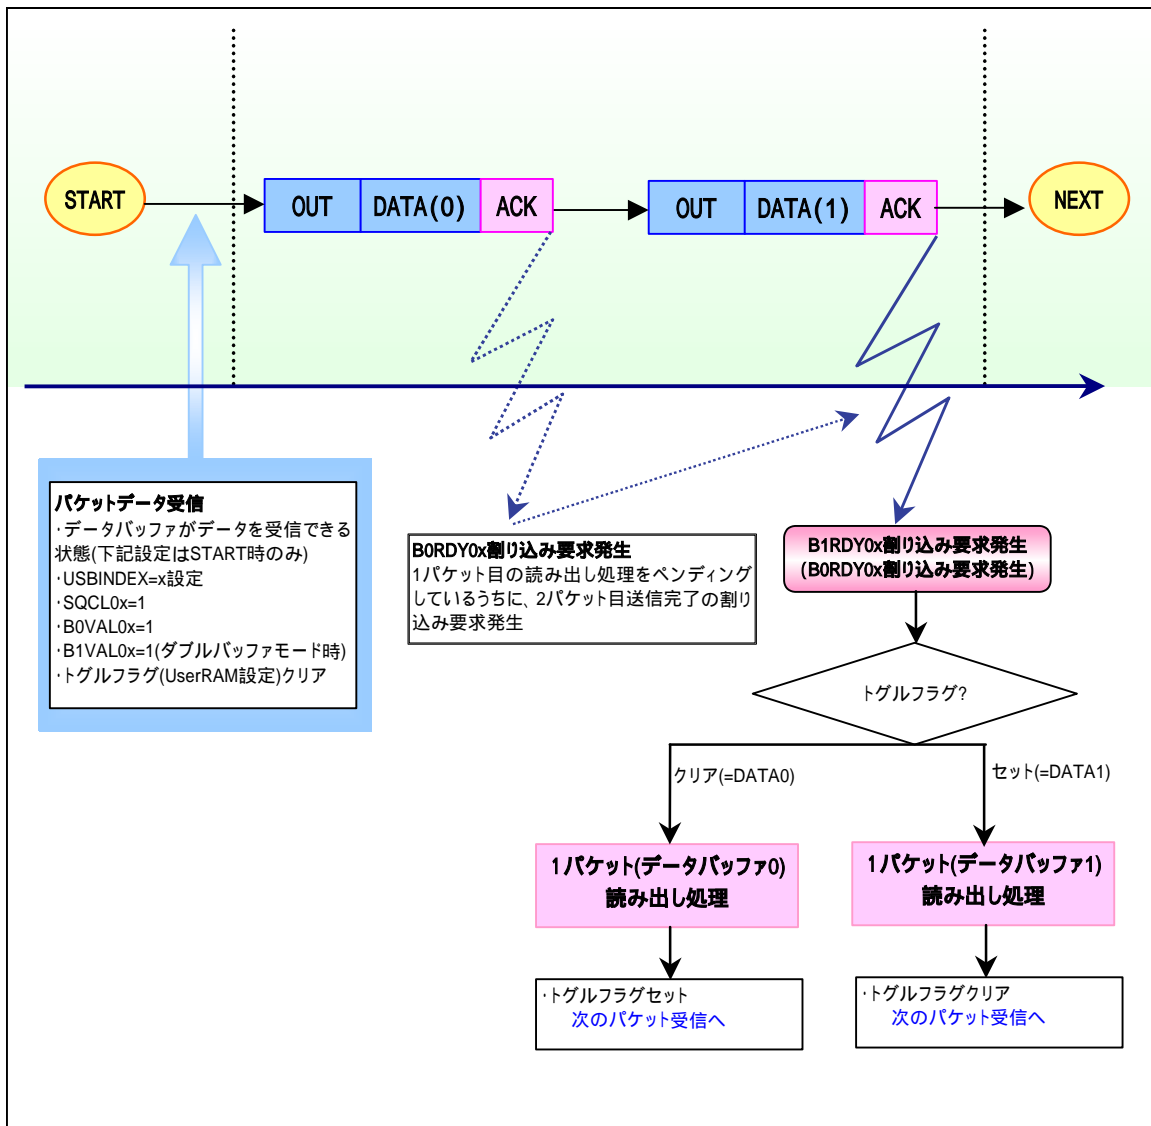 START
OUT
DATA(0)
ACK
OUT
DATA(1)
ACK
NEXT
パケットデータ受信
・データバッファがデータを受信できる
状態(下記設定はSTART時のみ)
・USBINDEX=x設定
・SQCL0x=1
・B0VAL0x=1
・B1VAL0x=1(ダブルバッファモード時)
・トグルフラグ(UserRAM設定)クリア
B0RDY0x割り込み要求発生
1パケット目の読み出し処理をペンディング
しているうちに、2パケット目送信完了の割り
込み要求発生
B1RDY0x割り込み要求発生
(B0RDY0x割り込み要求発生)
トグルフラグ?
クリア(=DATA0)
セット(=DATA1)
1パケット(データバッファ0)
読み出し処理
1パケット(データバッファ1)
読み出し処理
・トグルフラグセット
次のパケット受信へ
・トグルフラグクリア
次のパケット受信へ